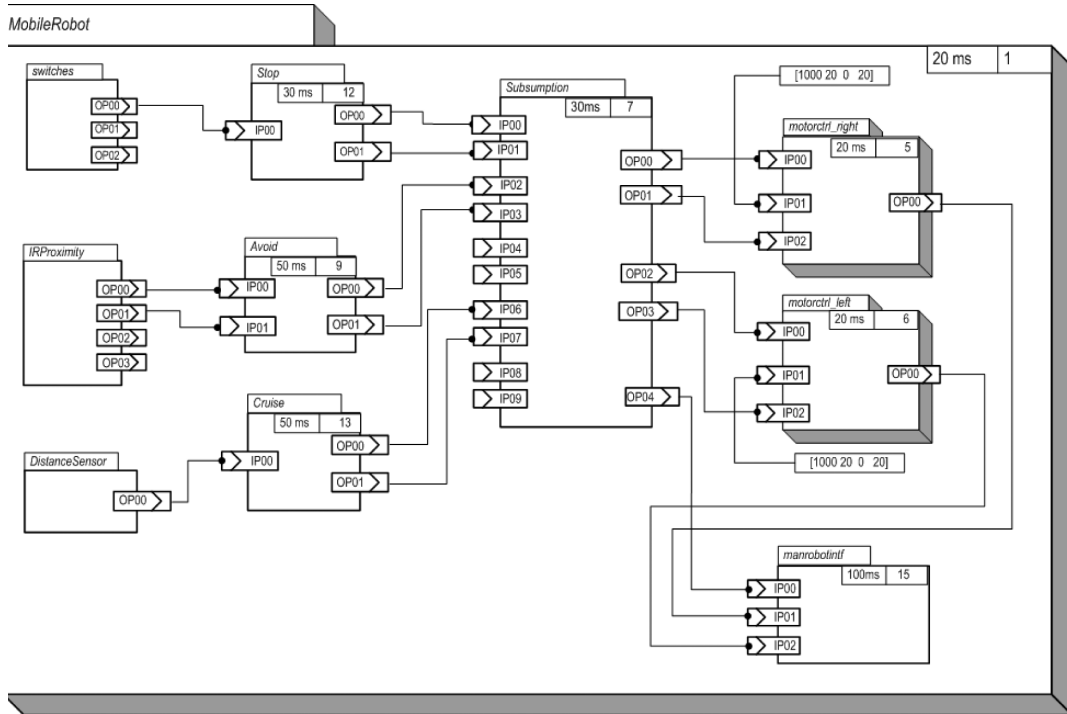 MobileRobot
20 ms 1
switches
OP00
OP01
OP02
Stop
30 ms 12
IP00
OP00
OP01
IRProximity
OP00
OP01
OP02
OP03
Avoid
50 ms 9
IP00
IP01
OP00
OP01
DistanceSensor
OP00
Cruise
50 ms 13
IP00
OP00
OP01
Subsumption
30ms 7
IP00
IP01
IP02
IP03
IP04
IP05
IP06
IP07
IP08
IP09
OP00
OP01
OP02
OP03
OP04
[1000 20 0 20]
motorctrl_right
20 ms 5
IP00
IP01
IP02
OP00
motorctrl_left
20 ms 6
IP00
IP01
IP02
OP00
[1000 20 0 20]
manrobotintf
100ms 15
IP00
IP01
IP02